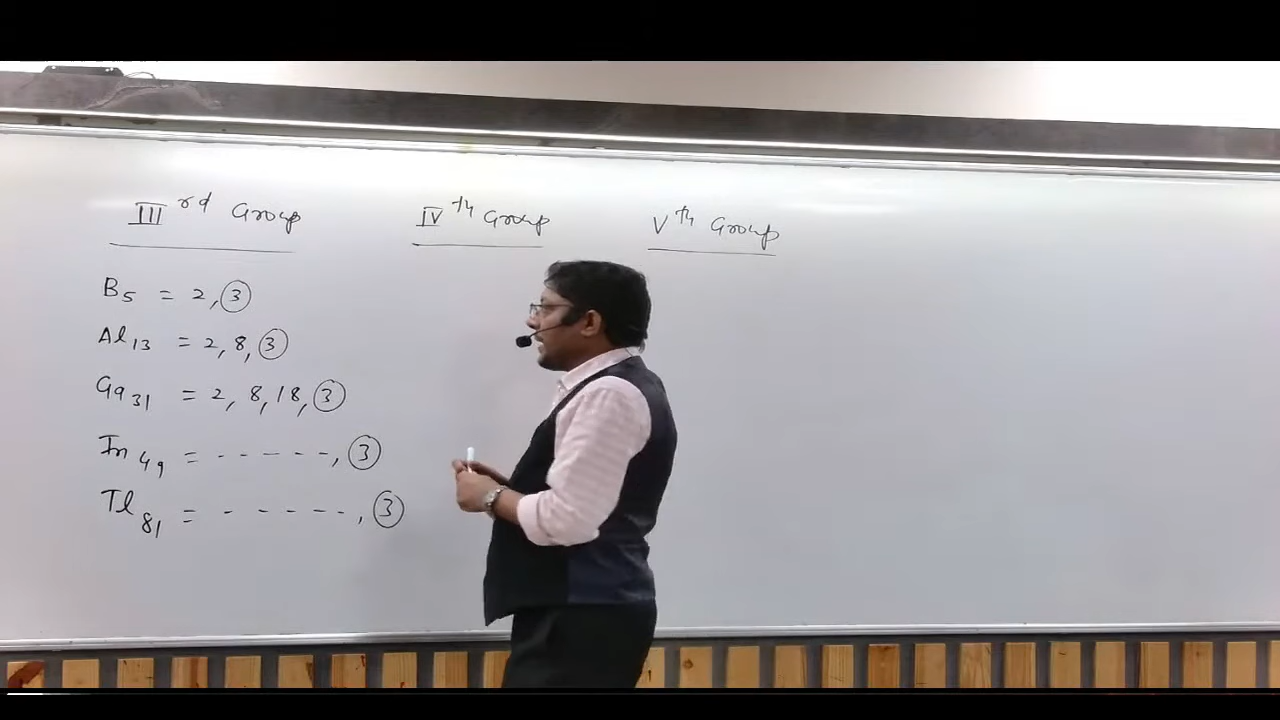 III rd Group
B5 = 2, 3
Al13 = 2, 8, 3
Ga31 = 2, 8, 18, 3
In49 = - - - - - -, 3
Tl81 = - - - - - -, 3
IV th Group
V th Group